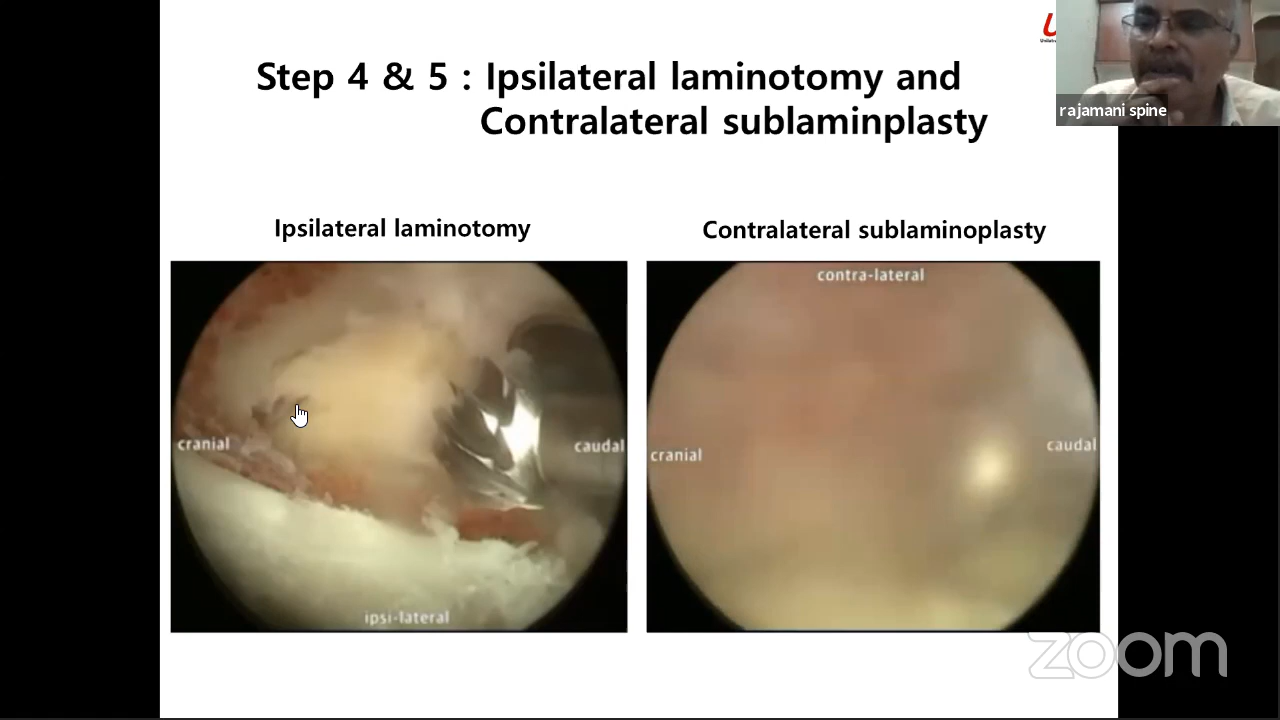 Step 4 & 5 : Ipsilateral laminotomy and
Contralateral sublaminplasty
rajamani spine
Ipsilateral laminotomy
Contralateral sublaminoplasty
contra-lateral
cranial
caudal
cranial
caudal
ipsi-lateral
zoom